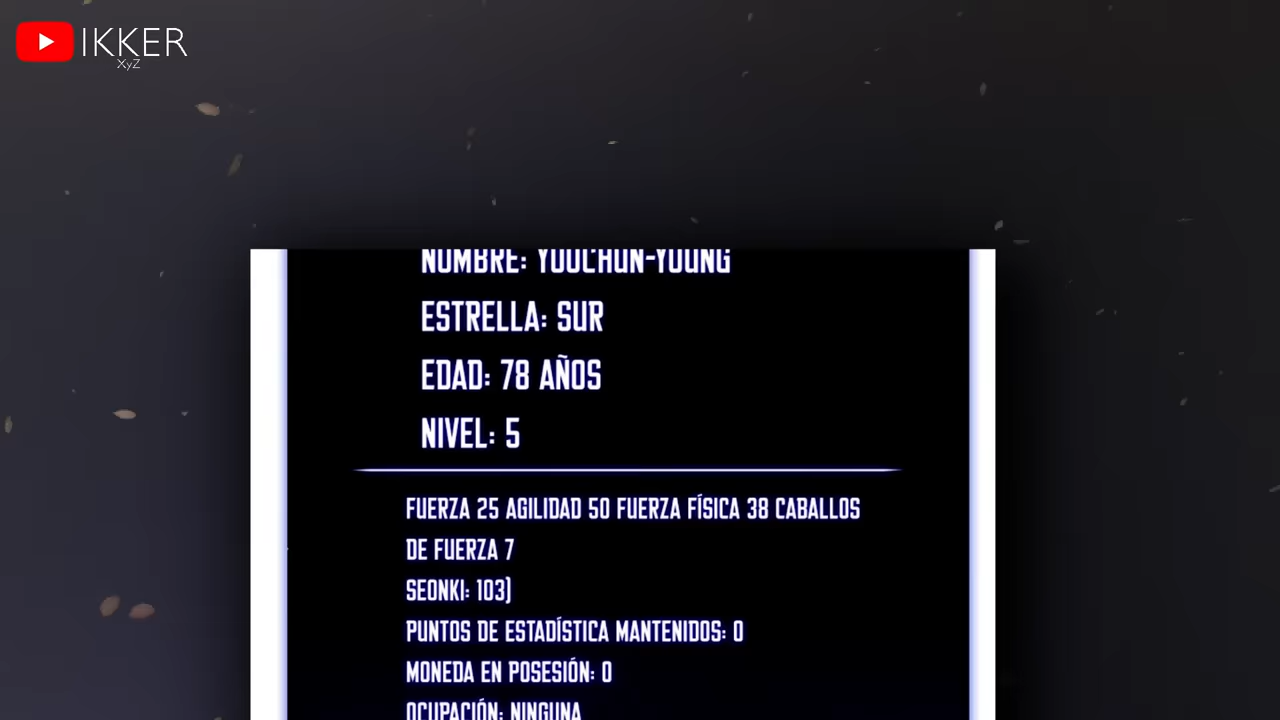 IKKER
XyZ
NOMBRE: YOOCHUN-YOUNG
ESTRELLA: SUR
EDAD: 78 AÑOS
NIVEL: 5
FUERZA 25 AGILIDAD 50 FUERZA FÍSICA 38 CABALLOS
DE FUERZA 7
SEONKI: 103)
PUNTOS DE ESTADÍSTICA MANTENIDOS: 0
MONEDA EN POSESIÓN: 0
OCUPACIÓN: NINGUNA